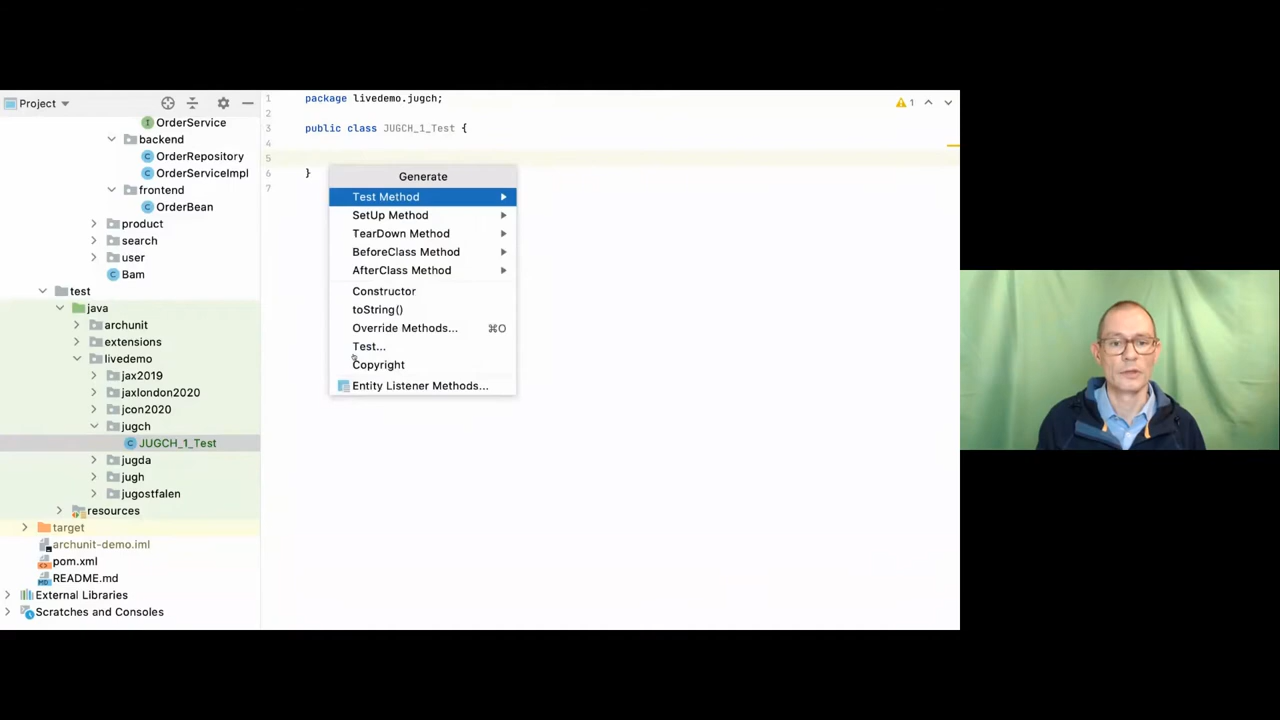 Project
OrderService
backend
OrderRepository
OrderServiceImpl
frontend
OrderBean
product
search
user
Bam
test
java
archunit
extensions
livedemo
jax2019
jaxlondon2020
jcon2020
jugch
JUGCH_1_Test
jugda
jugh
jugostfalen
resources
target
archunit-demo.iml
pom.xml
README.md
External Libraries
Scratches and Consoles
1 package livedemo.jugch;
2
3 public class JUGCH_1_Test {
4
5
6 }
7
1
Generate
Test Method
SetUp Method
TearDown Method
BeforeClass Method
AfterClass Method
Constructor
toString()
Override Methods... ⌘O
Test...
Copyright
Entity Listener Methods...